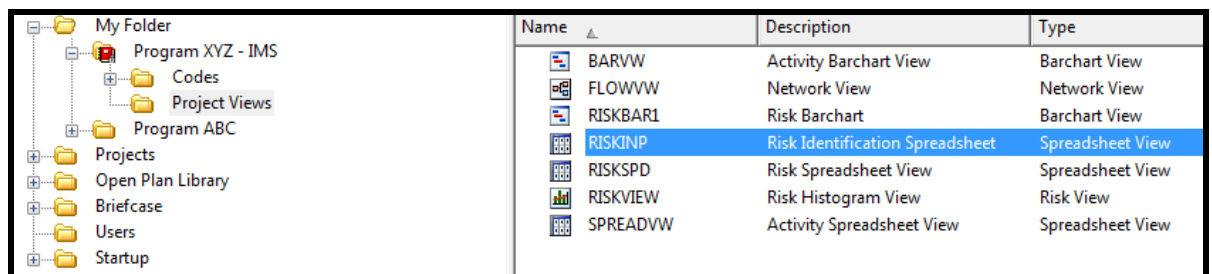 My Folder
Program XYZ - IMS
Codes
Project Views
Program ABC
Projects
Open Plan Library
Briefcase
Users
Startup
Name Description Type
BARVW Activity Barchart View Barchart View
FLOWVW Network View Network View
RISKBAR1 Risk Barchart Barchart View
RISKINP Risk Identification Spreadsheet Spreadsheet View
RISKSPD Risk Spreadsheet View Spreadsheet View
RISKVIEW Risk Histogram View Risk View
SPREADVW Activity Spreadsheet View Spreadsheet View